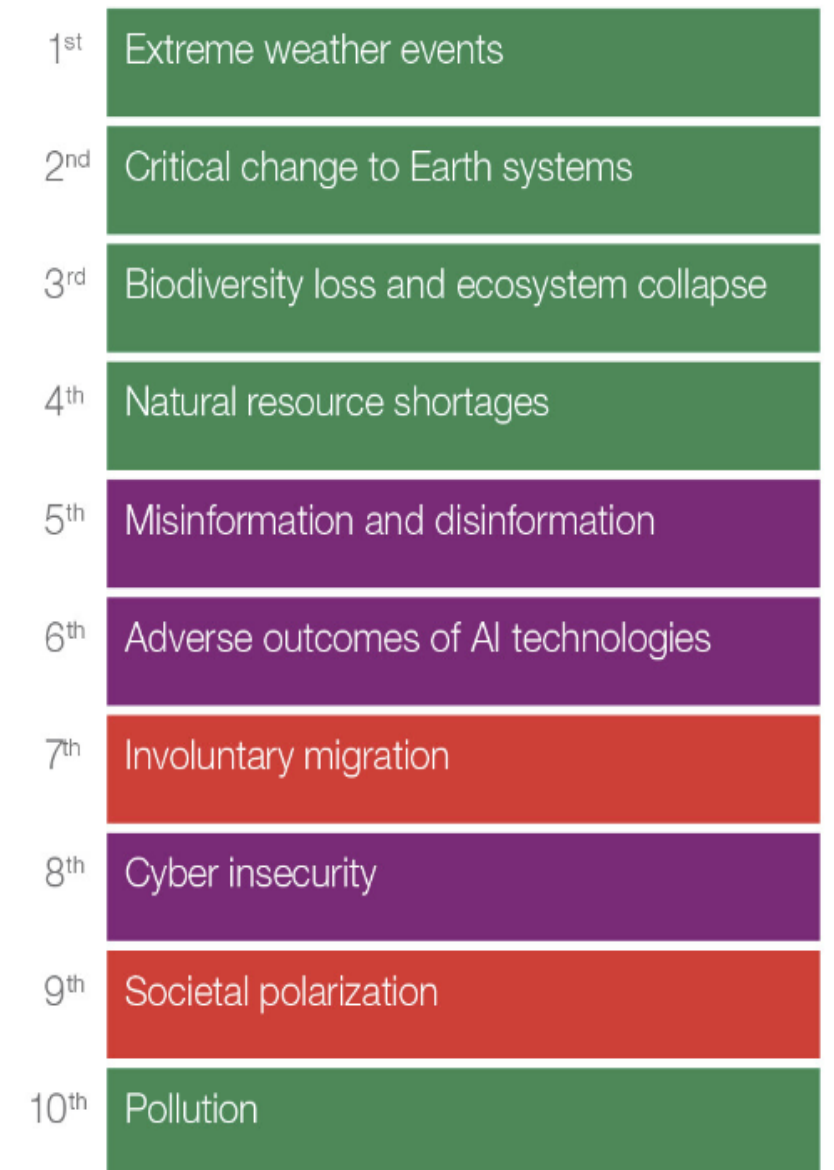 1st Extreme weather events
2nd Critical change to Earth systems
3rd Biodiversity loss and ecosystem collapse
4th Natural resource shortages
5th Misinformation and disinformation
6th Adverse outcomes of AI technologies
7th Involuntary migration
8th Cyber insecurity
9th Societal polarization
10th Pollution